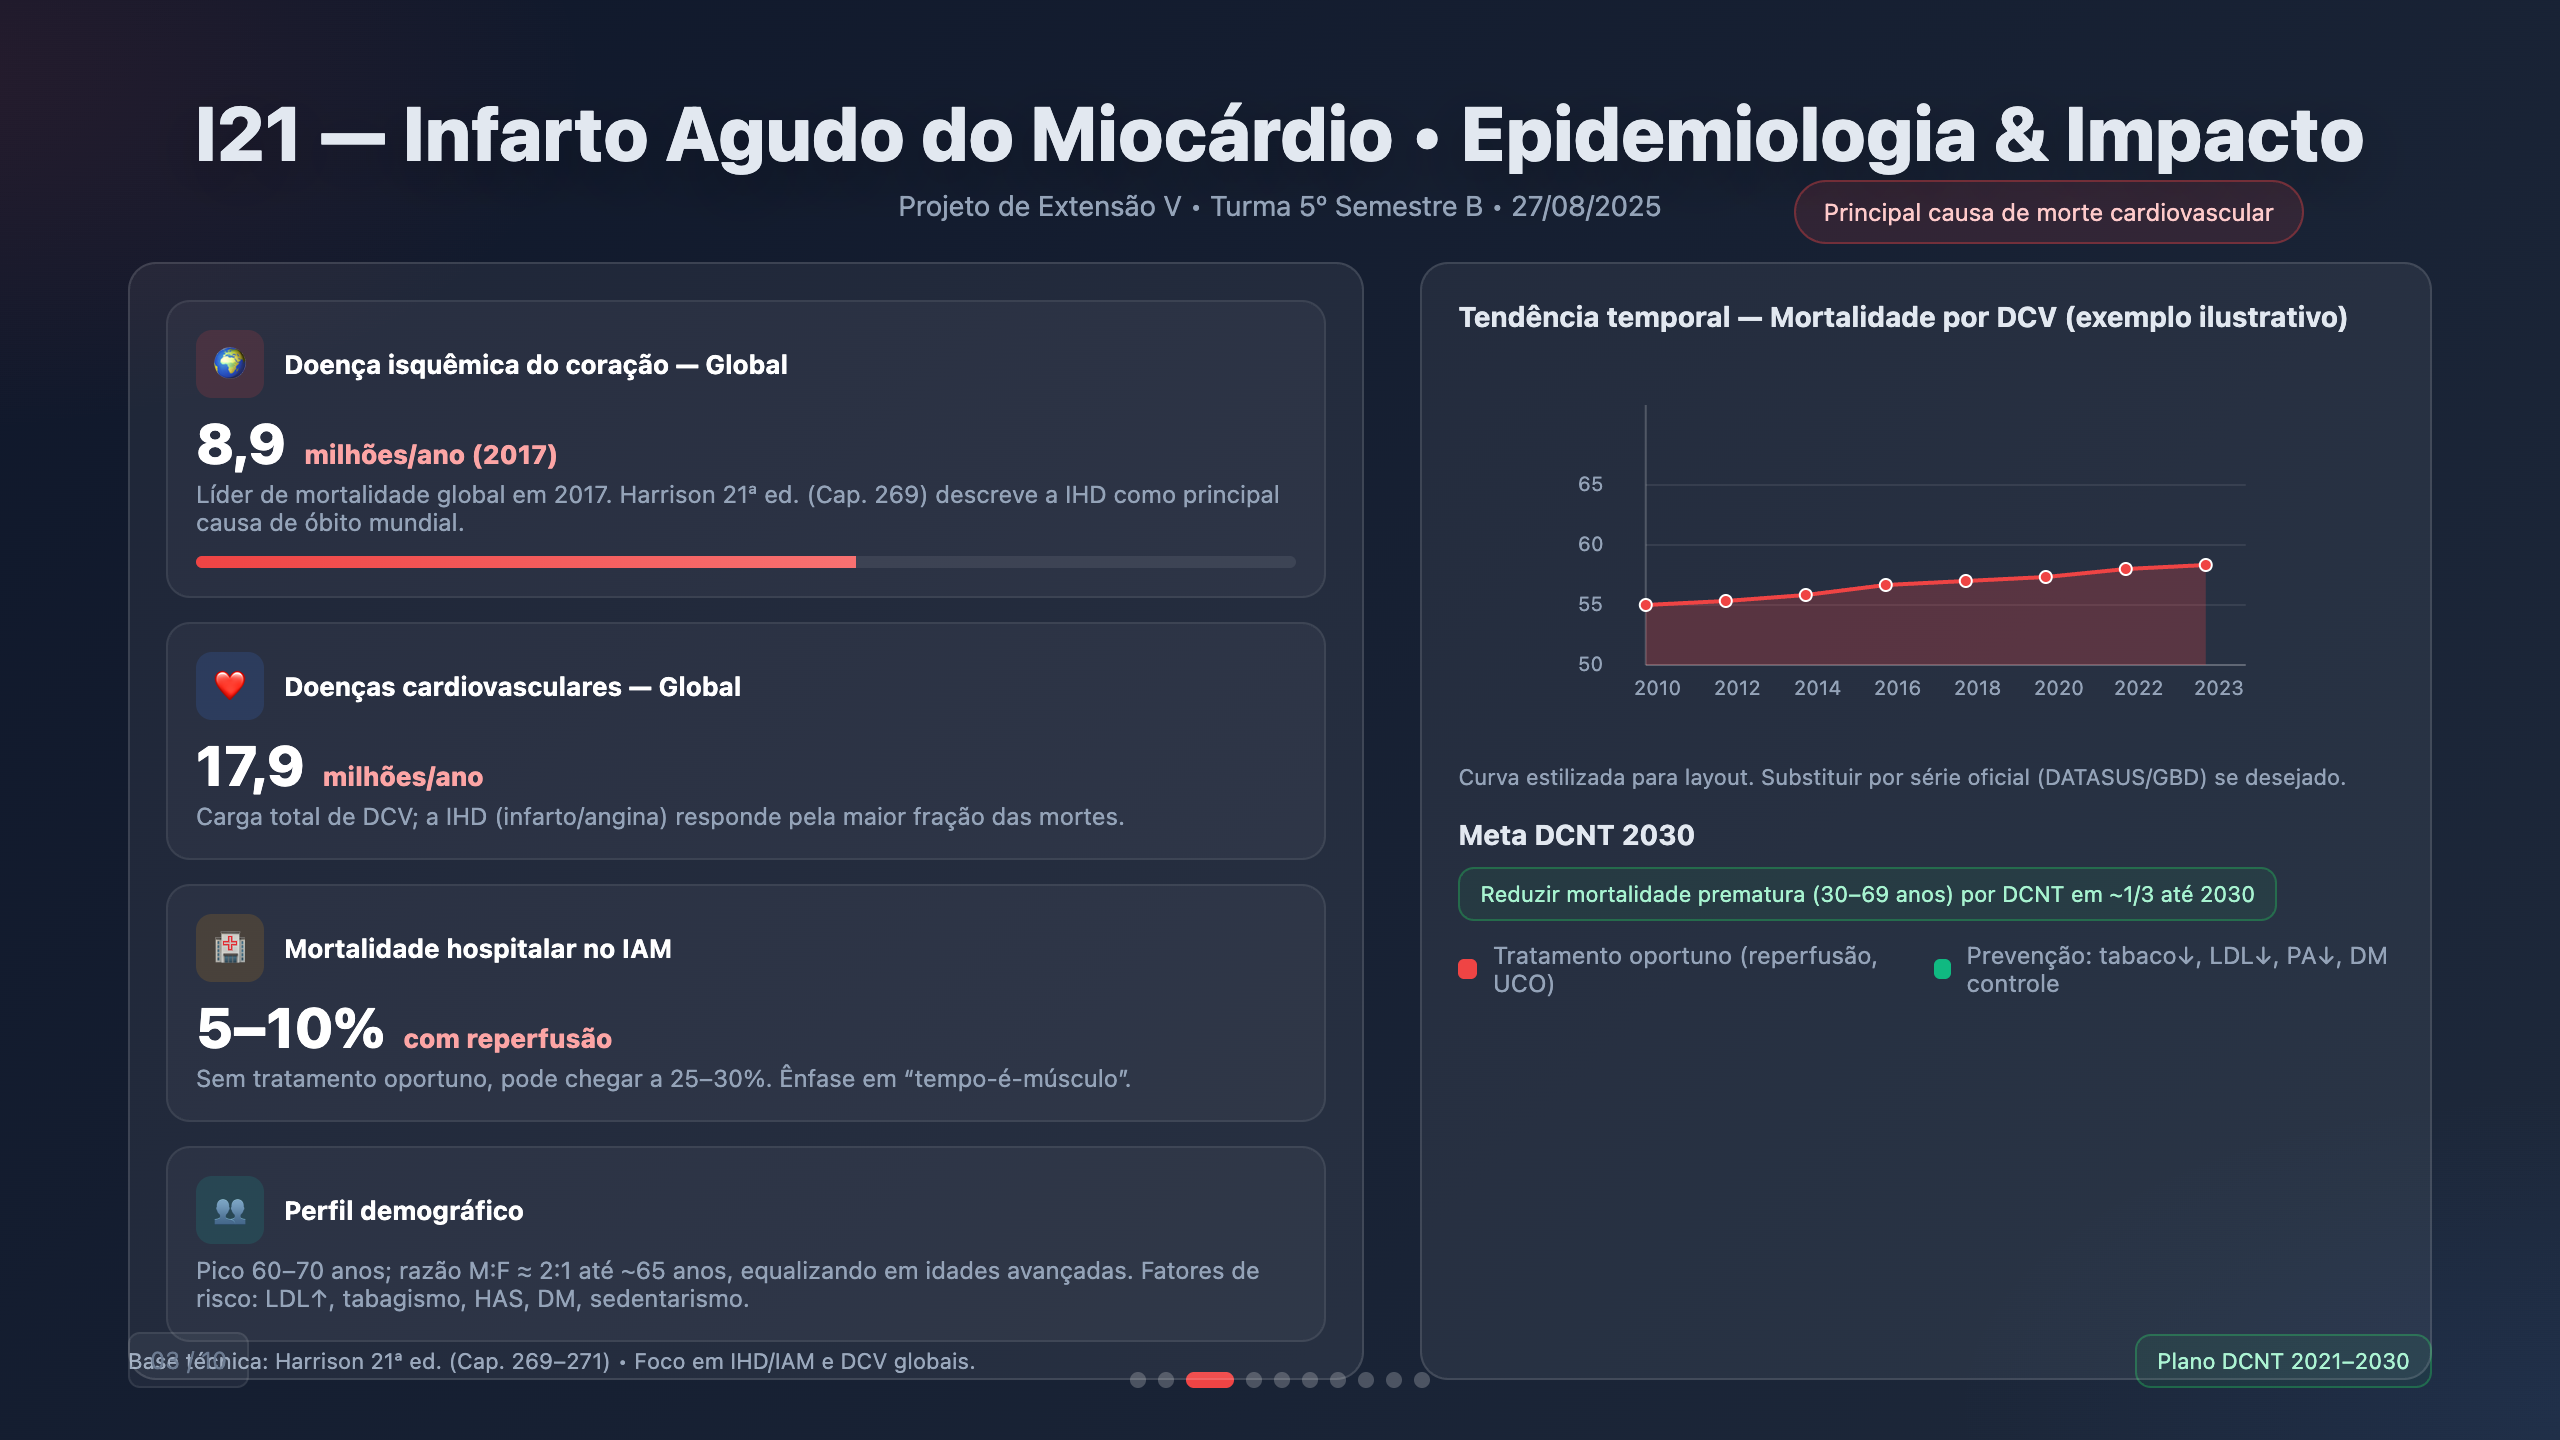 I21 — Infarto Agudo do Miocárdio • Epidemiologia & Impacto
Projeto de Extensão V • Turma 5º Semestre B • 27/08/2025
Principal causa de morte cardiovascular
Doença isquêmica do coração — Global
8,9 milhões/ano (2017)
Líder de mortalidade global em 2017. Harrison 21ª ed. (Cap. 269) descreve a IHD como principal
causa de óbito mundial.
Doenças cardiovasculares — Global
17,9 milhões/ano
Carga total de DCV; a IHD (infarto/angina) responde pela maior fração das mortes.
Mortalidade hospitalar no IAM
5–10% com reperfusão
Sem tratamento oportuno, pode chegar a 25–30%. Ênfase em “tempo-é-músculo”.
Perfil demográfico
Pico 60–70 anos; razão M:F ≈ 2:1 até ~65 anos, equalizando em idades avançadas. Fatores de
risco: LDL↑, tabagismo, HAS, DM, sedentarismo.
Tendência temporal — Mortalidade por DCV (exemplo ilustrativo)
65
60
55
50
2010 2012 2014 2016 2018 2020 2022 2023
Curva estilizada para layout. Substituir por série oficial (DATASUS/GBD) se desejado.
Meta DCNT 2030
Reduzir mortalidade prematura (30–69 anos) por DCNT em ~1/3 até 2030
Tratamento oportuno (reperfusão,
UCO)
Prevenção: tabaco↓, LDL↓, PA↓, DM
controle
03 / 10
Base técnica: Harrison 21ª ed. (Cap. 269–271) • Foco em IHD/IAM e DCV globais.
Plano DCNT 2021–2030